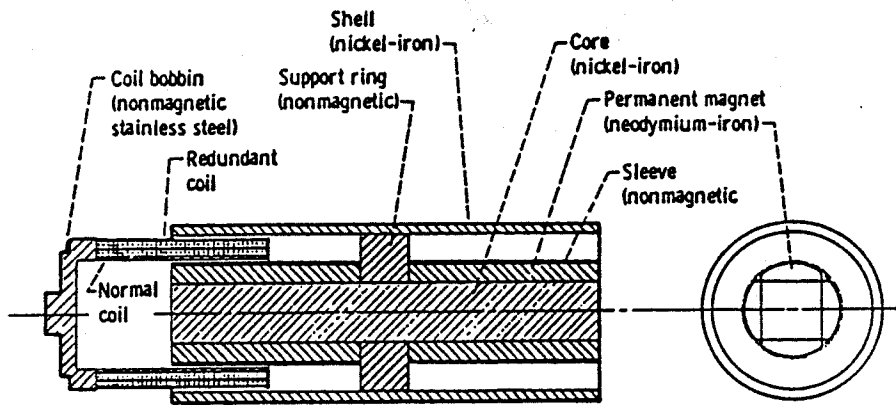 Shell
(nickel-iron)
Core
(nickel-iron)
Coil bobbin
(nonmagnetic
stainless steel)
Support ring
(nonmagnetic)
Permanent magnet
(neodymium-iron)
Redundant
coil
Sleeve
(nonmagnetic
Normal
coil